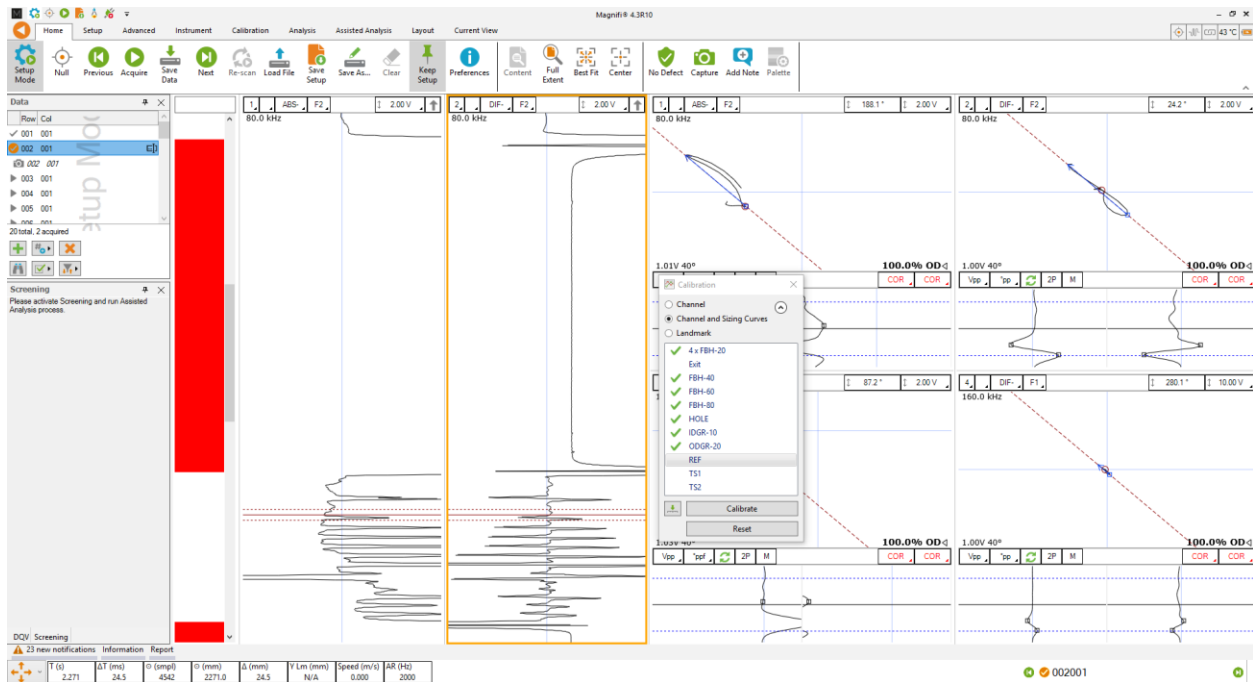 Magnifi® 4.3R10
Home Setup Advanced Instrument Calibration Analysis Assisted Analysis Layout Current View
43 °C
Setup Mode
Null
Previous
Acquire
Save Data
Next
Re-scan
Load File
Save Setup
Save As...
Clear
Keep Setup
Preferences
Content
Full Extent
Best Fit
Center
No Defect
Capture
Add Note
Palette
Data
Row Col
001 001
002 001
002 001
003 001
004 001
005 001
006 001
20 total, 2 acquired
Screening
Please activate Screening and run Assisted
Analysis process.
DQV Screening
1 ABS- F2 2.00 V
80.0 kHz
2 DIF- F2 2.00 V
80.0 kHz
1 ABS- F2 188.1 ° 2.00 V
80.0 kHz
1.01V 40° 100.0% OD
COR COR
2 DIF- F2 24.2 ° 2.00 V
80.0 kHz
1.00V 40° 100.0% OD
Vpp °pp 2P M COR COR
Calibration
Channel
Channel and Sizing Curves
Landmark
4 x FBH-20
Exit
FBH-40
FBH-60
FBH-80
HOLE
IDGR-10
ODGR-20
REF
TS1
TS2
Calibrate
Reset
87.2 ° 2.00 V
1.03V 40° 100.0% OD
Vpp °ppf 2P M COR COR
4 DIF- F1 280.1 ° 10.00 V
160.0 kHz
1.00V 40° 100.0% OD
Vpp °pp 2P M COR COR
23 new notifications Information Report
T (s) ΔT (ms) ⊙ (smpl) ⊙ (mm) Δ (mm) Y Lm (mm) Speed (m/s) AR (Hz)
2.271 24.5 4542 2271.0 24.5 N/A 0.000 2000
002001